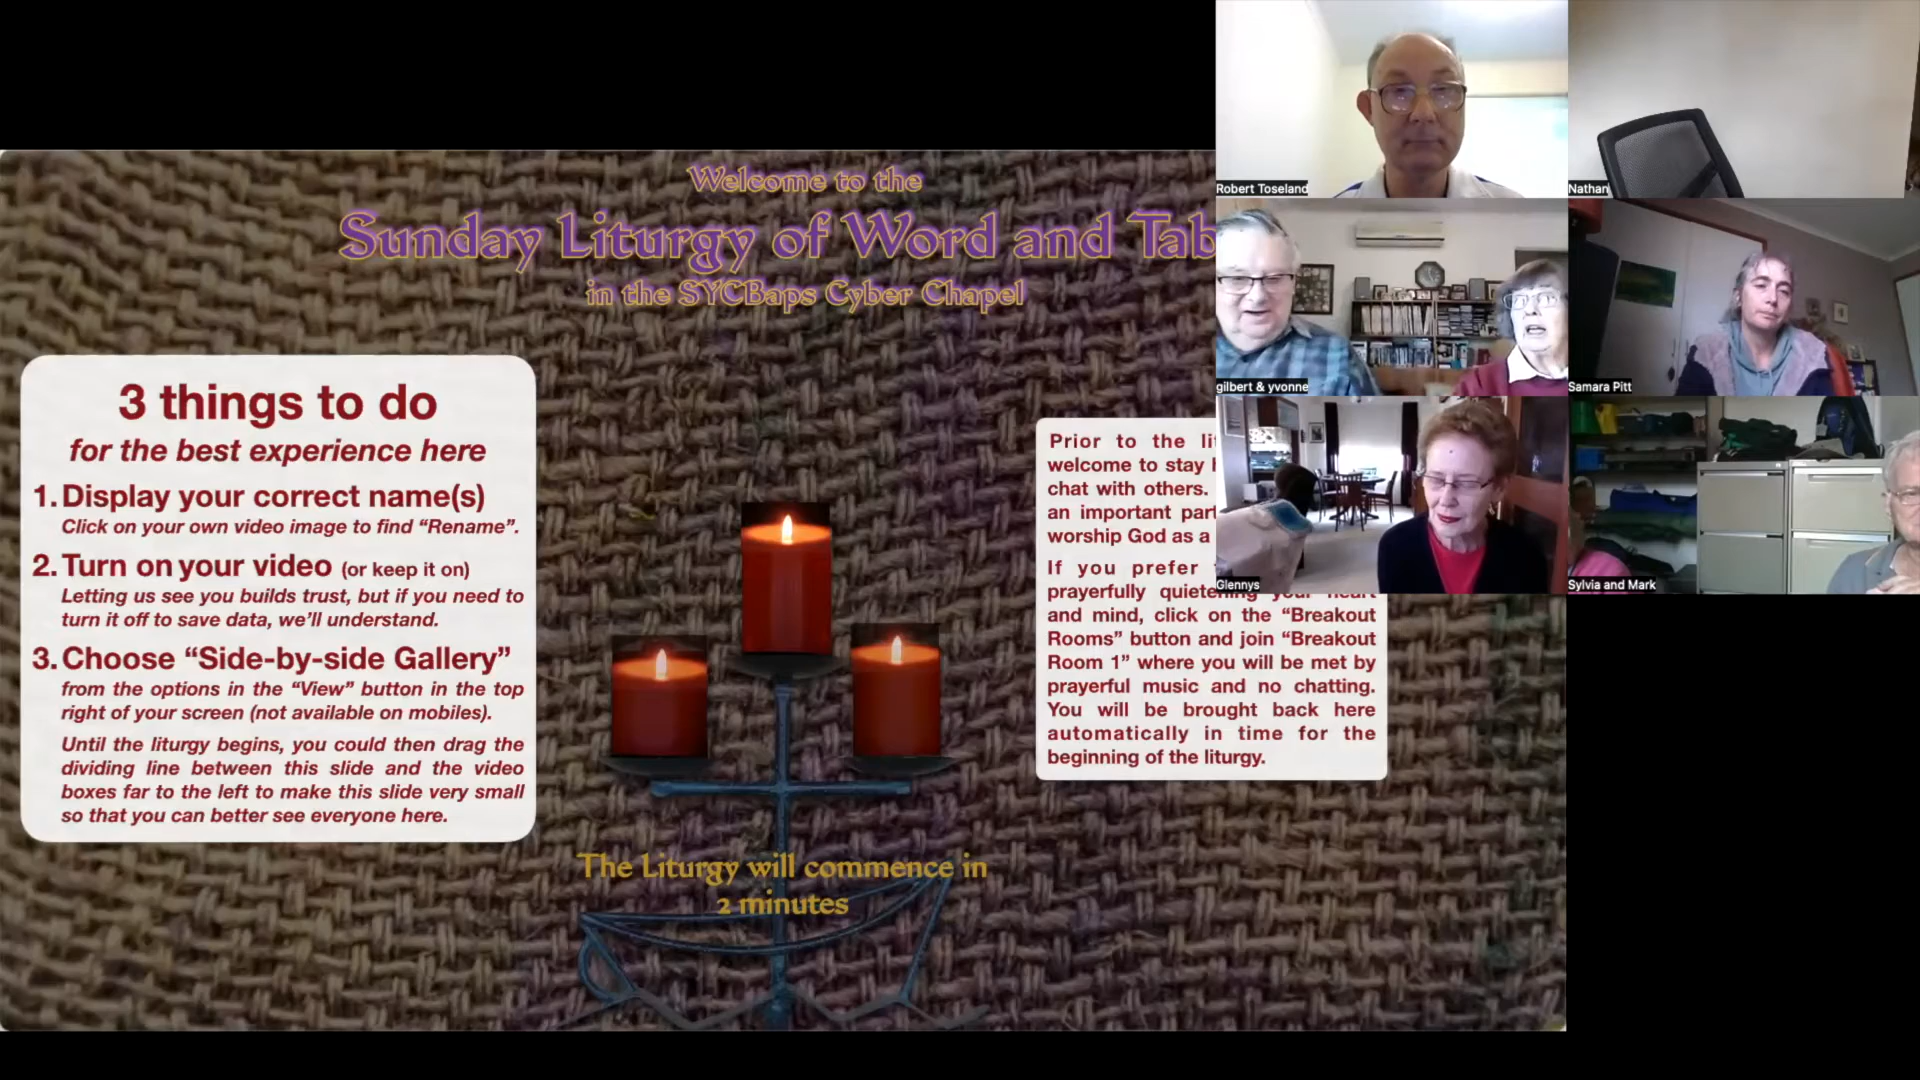 Welcome to the
Sunday Liturgy of Word and Tab
in the SYCBaps Cyber Chapel
3 things to do
for the best experience here
1. Display your correct name(s)
Click on your own video image to find “Rename”.
2. Turn on your video (or keep it on)
Letting us see you builds trust, but if you need to
turn it off to save data, we’ll understand.
3. Choose “Side-by-side Gallery”
from the options in the “View” button in the top
right of your screen (not available on mobiles).
Until the liturgy begins, you could then drag the
dividing line between this slide and the video
boxes far to the left to make this slide very small
so that you can better see everyone here.
The Liturgy will commence in
2 minutes
Prior to the
welcome to stay
chat with others.
an important par
worship God as a
If you prefer
prayerfully quietening your heart
and mind, click on the “Breakout
Rooms” button and join “Breakout
Room 1” where you will be met by
prayerful music and no chatting.
You will be brought back here
automatically in time for the
beginning of the liturgy.
Robert Toseland
Nathan
gilbert & yvonne
Samara Pitt
Glennys
Sylvia and Mark